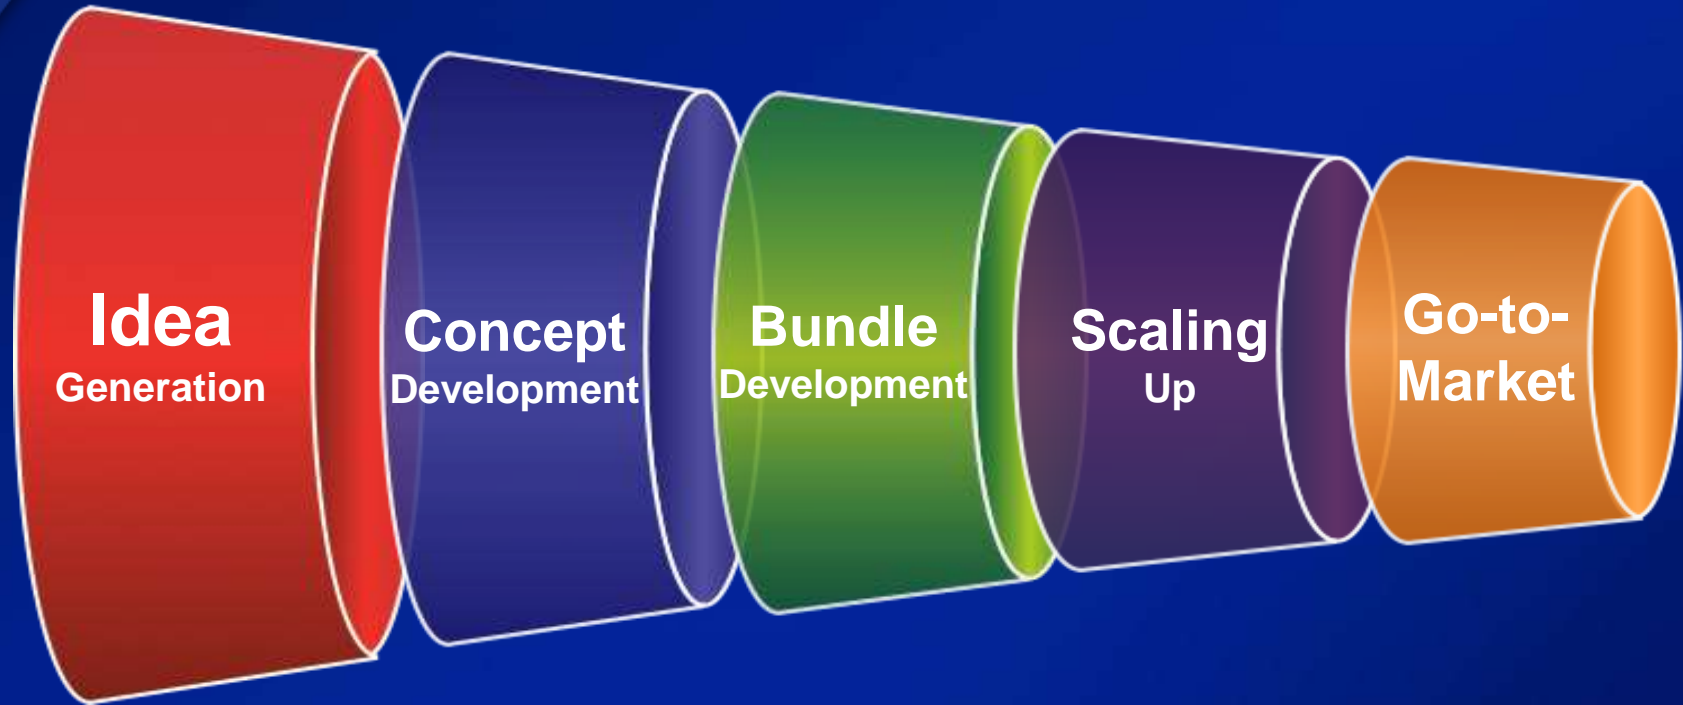 Idea
Generation
Concept
Development
Bundle
Development
Scaling
Up
Go-to-
Market